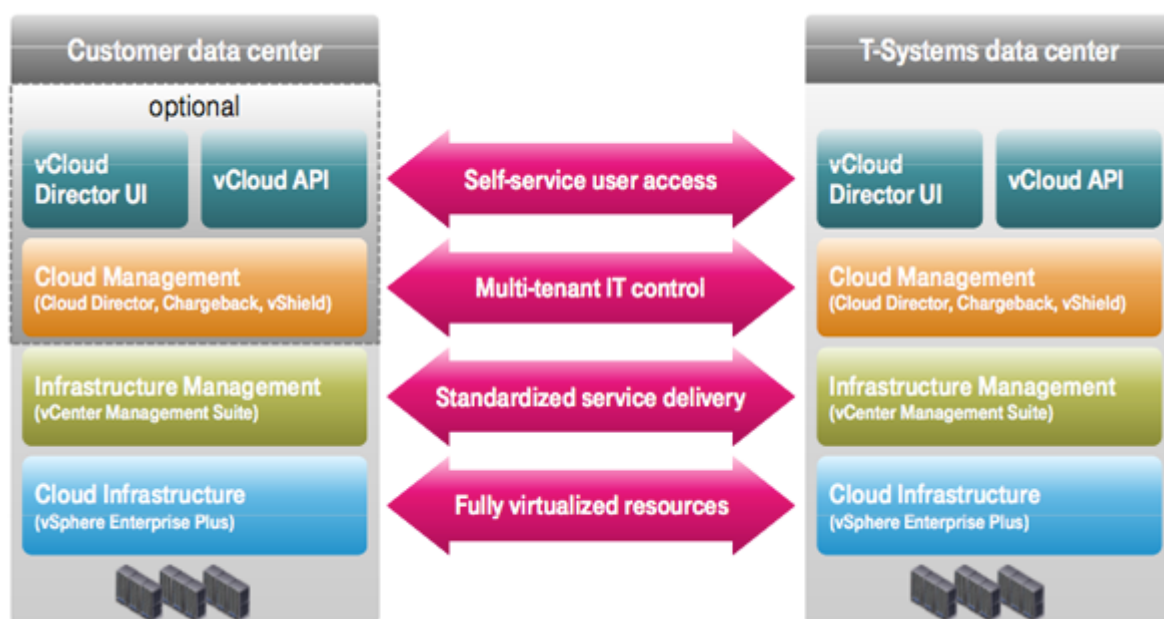 Customer data center
optional
vCloud
Director UI
vCloud API
Cloud Management
(Cloud Director, Chargeback, vShield)
Infrastructure Management
(vCenter Management Suite)
Cloud Infrastructure
(vSphere Enterprise Plus)
Self-service user access
Multi-tenant IT control
Standardized service delivery
Fully virtualized resources
T-Systems data center
vCloud
Director UI
vCloud API
Cloud Management
(Cloud Director, Chargeback, vShield)
Infrastructure Management
(vCenter Management Suite)
Cloud Infrastructure
(vSphere Enterprise Plus)